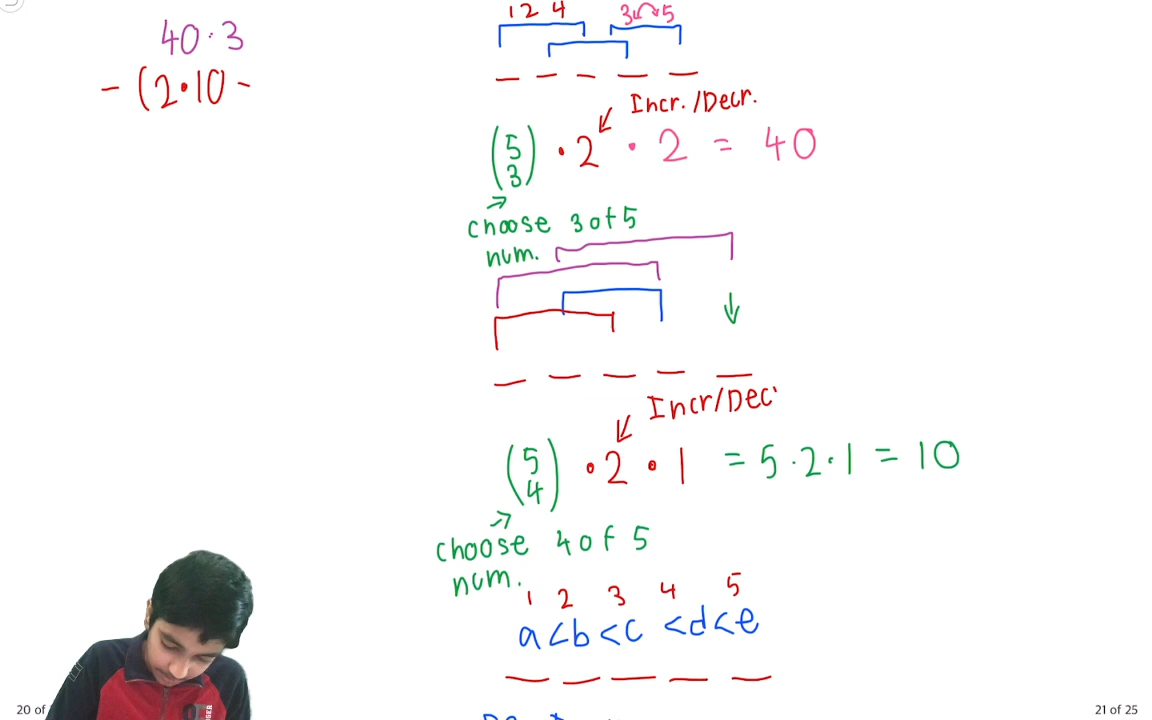 40 · 3
- (2 · 10 -
1 2 4 3 5
Incr. /Decr.
(5 3) · 2 · 2 = 40
choose 3 of 5
num.
Incr/Dec
(5 4) · 2 · 1 = 5 · 2 · 1 = 10
choose 4 of 5
num.
1 2 3 4 5
a < b < c < d < e
20 of
21 of 25